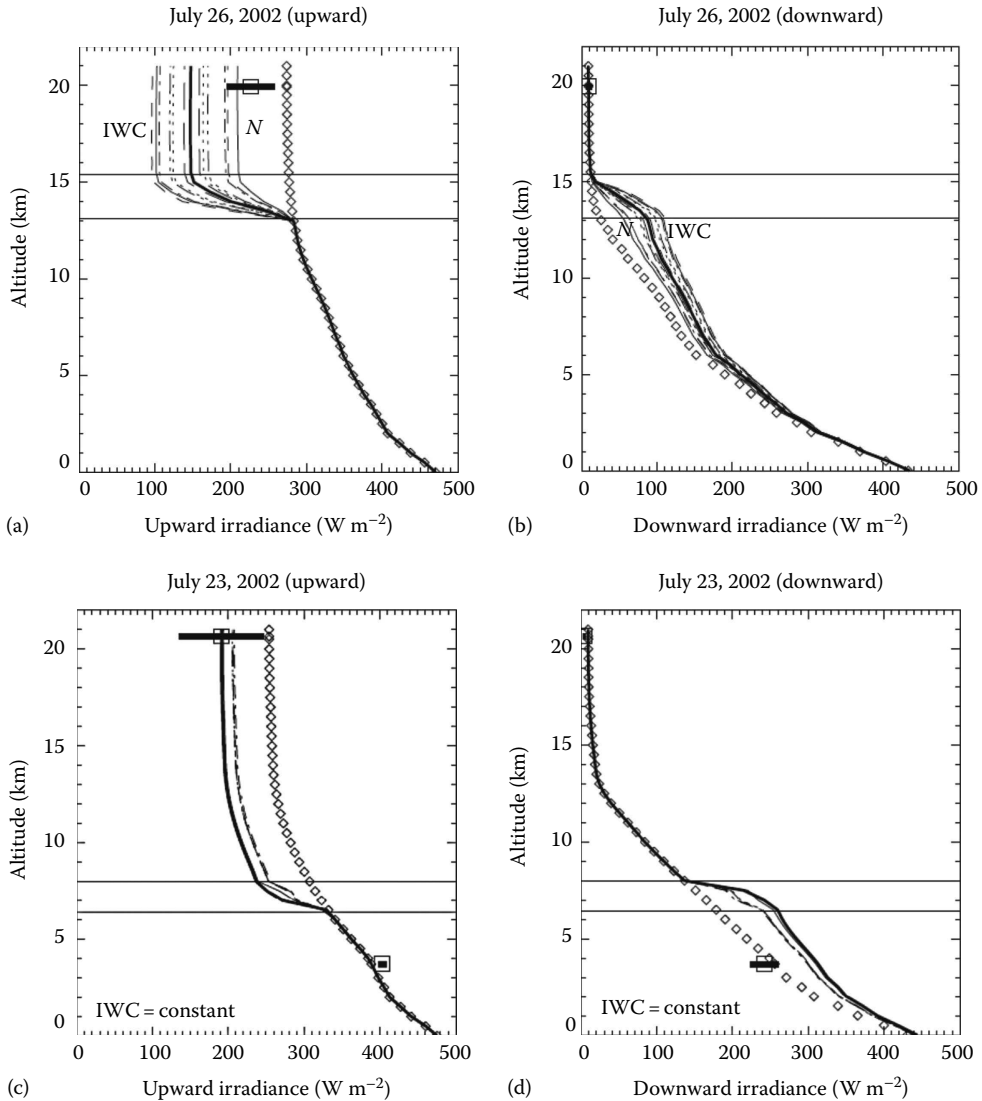 July 26, 2002 (upward)
20
15
10
5
0
Altitude (km)
IWC
N
0 100 200 300 400 500
(a)
Upward irradiance (W m−2)
July 26, 2002 (downward)
20
15
10
5
0
Altitude (km)
N
IWC
0 100 200 300 400 500
(b)
Downward irradiance (W m−2)
July 23, 2002 (upward)
20
15
10
5
0
Altitude (km)
IWC = constant
0 100 200 300 400 500
(c)
Upward irradiance (W m−2)
July 23, 2002 (downward)
20
15
10
5
0
Altitude (km)
IWC = constant
0 100 200 300 400 500
(d)
Downward irradiance (W m−2)